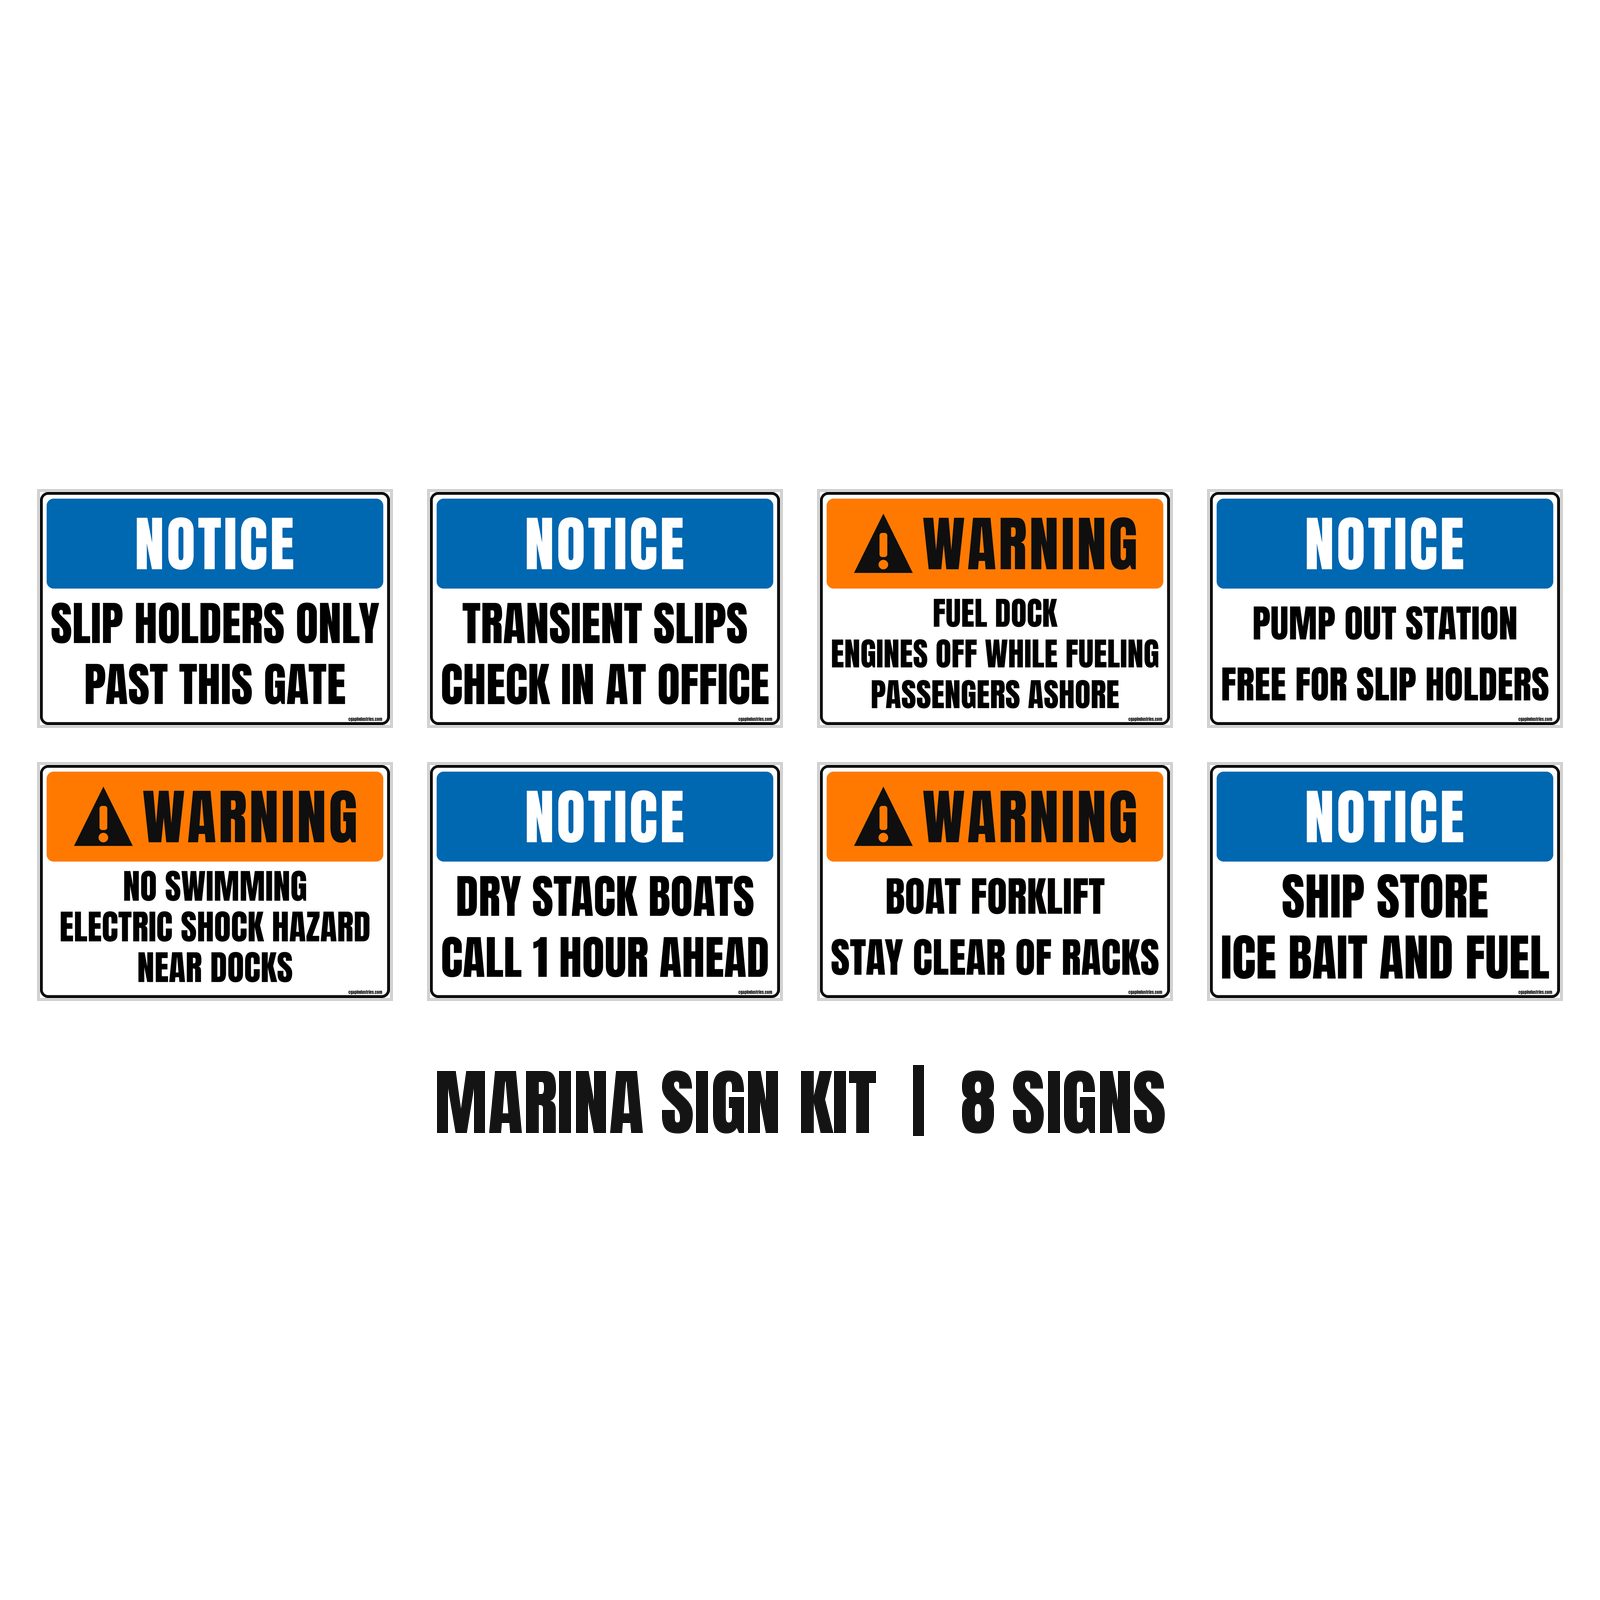 NOTICE
SLIP HOLDERS ONLY
PAST THIS GATE
cgaphindustries.com
NOTICE
TRANSIENT SLIPS
CHECK IN AT OFFICE
WARNING
FUEL DOCK
ENGINES OFF WHILE FUELING
PASSENGERS ASHORE
NOTICE
PUMP OUT STATION
FREE FOR SLIP HOLDERS
WARNING
NO SWIMMING
ELECTRIC SHOCK HAZARD
NEAR DOCKS
NOTICE
DRY STACK BOATS
CALL 1 HOUR AHEAD
WARNING
BOAT FORKLIFT
STAY CLEAR OF RACKS
NOTICE
SHIP STORE
ICE BAIT AND FUEL
MARINA SIGN KIT | 8 SIGNS